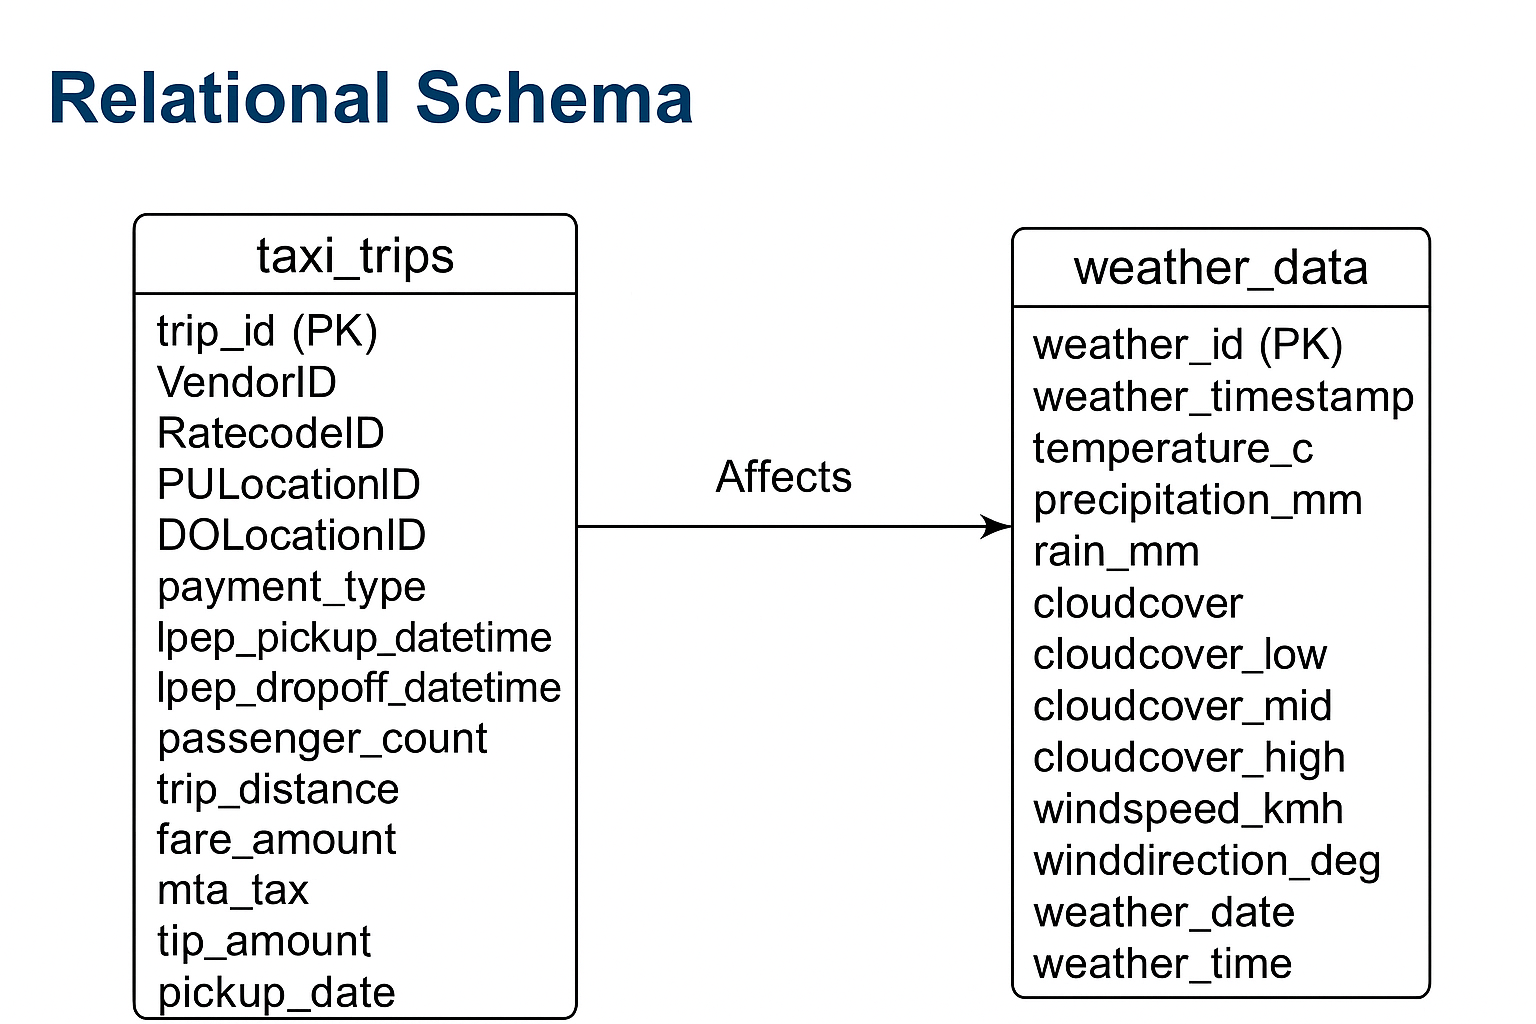 Relational Schema
taxi_trips
trip_id (PK)
VendorID
RatecodeID
PULocationID
DOLocationID
payment_type
lpep_pickup_datetime
lpep_dropoff_datetime
passenger_count
trip_distance
fare_amount
mta_tax
tip_amount
pickup_date
Affects
weather_data
weather_id (PK)
weather_timestamp
temperature_c
precipitation_mm
rain_mm
cloudcover
cloudcover_low
cloudcover_mid
cloudcover_high
windspeed_kmh
winddirection_deg
weather_date
weather_time